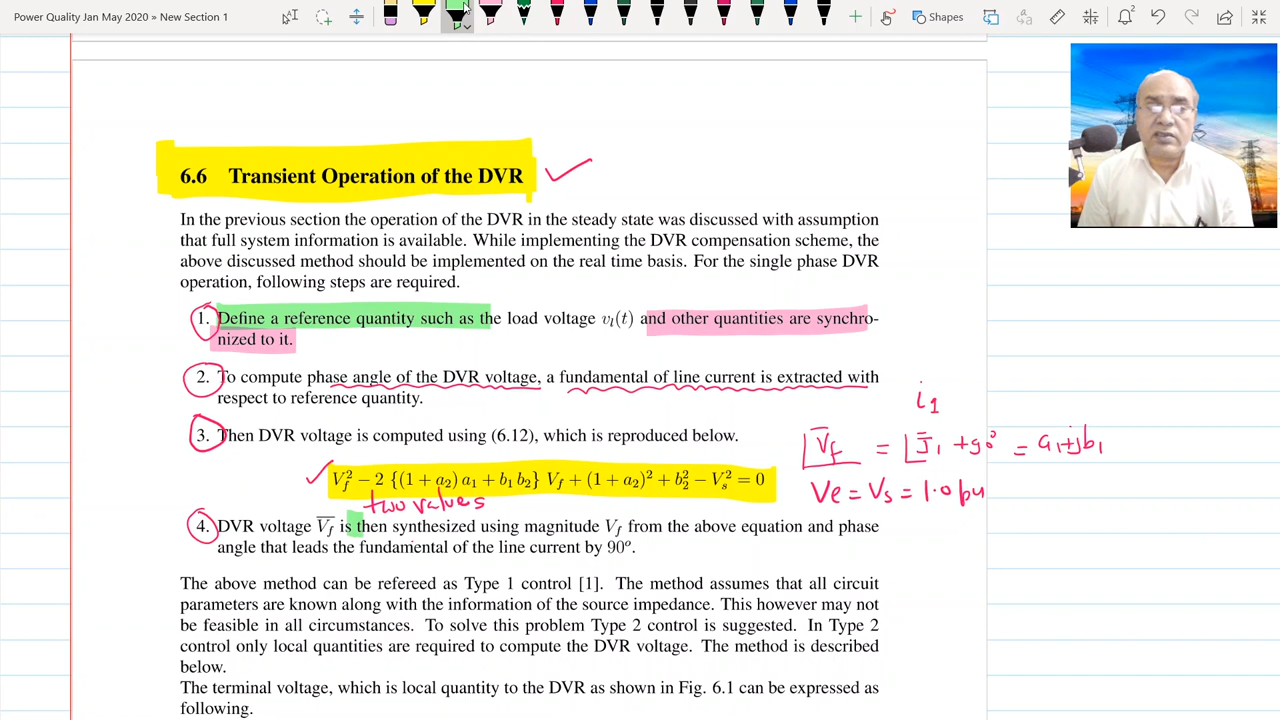 Power Quality Jan May 2020 » New Section 1
Shapes
6.6 Transient Operation of the DVR
In the previous section the operation of the DVR in the steady state was discussed with assumption
that full system information is available. While implementing the DVR compensation scheme, the
above discussed method should be implemented on the real time basis. For the single phase DVR
operation, following steps are required.
1. Define a reference quantity such as the load voltage v_l(t) and other quantities are synchro-
nized to it.
2. To compute phase angle of the DVR voltage, a fundamental of line current is extracted with
respect to reference quantity.
i_1
3. Then DVR voltage is computed using (6.12), which is reproduced below.
∠V̅_f = ∠I̅_1 + 90° = a_1 + jb_1
V_f^2 − 2 {(1 + a_2) a_1 + b_1 b_2} V_f + (1 + a_2)^2 + b_2^2 − V_s^2 = 0
Vl = Vs = 1.0 pu
two values
4. DVR voltage V̅_f is then synthesized using magnitude V_f from the above equation and phase
angle that leads the fundamental of the line current by 90°.
The above method can be refereed as Type 1 control [1]. The method assumes that all circuit
parameters are known along with the information of the source impedance. This however may not
be feasible in all circumstances. To solve this problem Type 2 control is suggested. In Type 2
control only local quantities are required to compute the DVR voltage. The method is described
below.
The terminal voltage, which is local quantity to the DVR as shown in Fig. 6.1 can be expressed as
following.